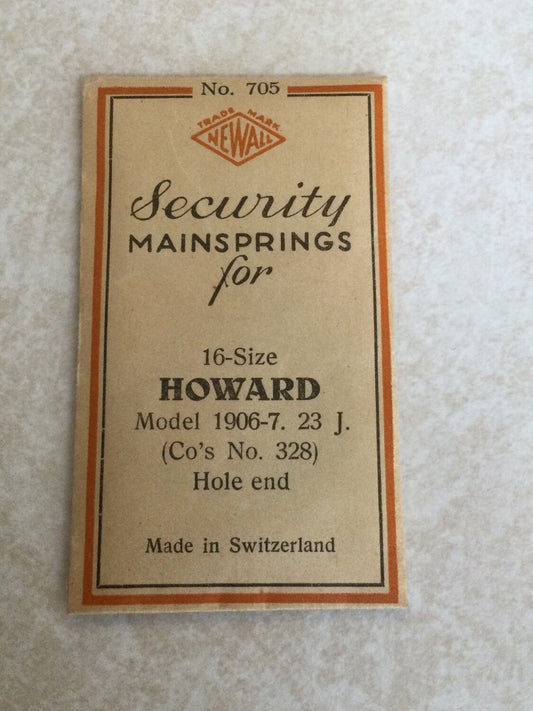 No. 705
TRADE MARK
NEWALL
Security
MAINSPRINGS
for
16-Size
HOWARD
Model 1906-7. 23 J.
(Co's No. 328)
Hole end
Made in Switzerland